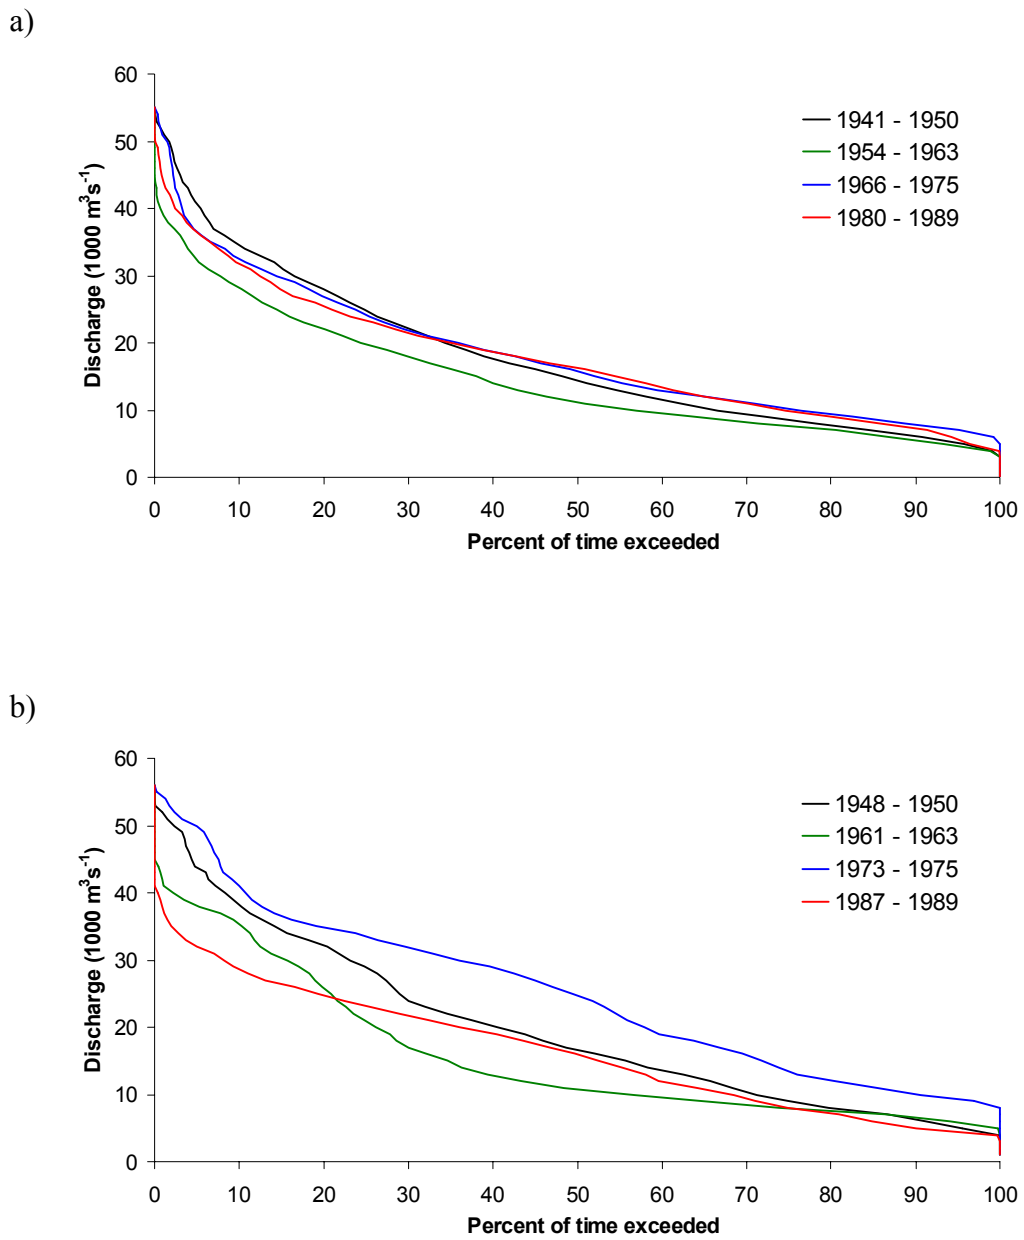 a)
60
50
40
30
20
10
0
Discharge (1000 m³s⁻¹)
1941 - 1950
1954 - 1963
1966 - 1975
1980 - 1989
0 10 20 30 40 50 60 70 80 90 100
Percent of time exceeded
b)
60
50
40
30
20
10
0
Discharge (1000 m³s⁻¹)
1948 - 1950
1961 - 1963
1973 - 1975
1987 - 1989
0 10 20 30 40 50 60 70 80 90 100
Percent of time exceeded